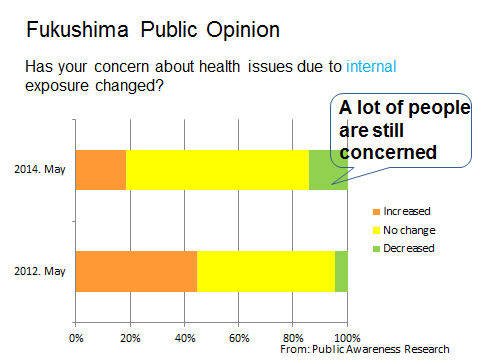 Fukushima Public Opinion
Has your concern about health issues due to internal
exposure changed?
A lot of people
are still
concerned
2014. May
Increased
No change
Decreased
2012. May
0% 20% 40% 60% 80% 100%
From: Public Awareness Research